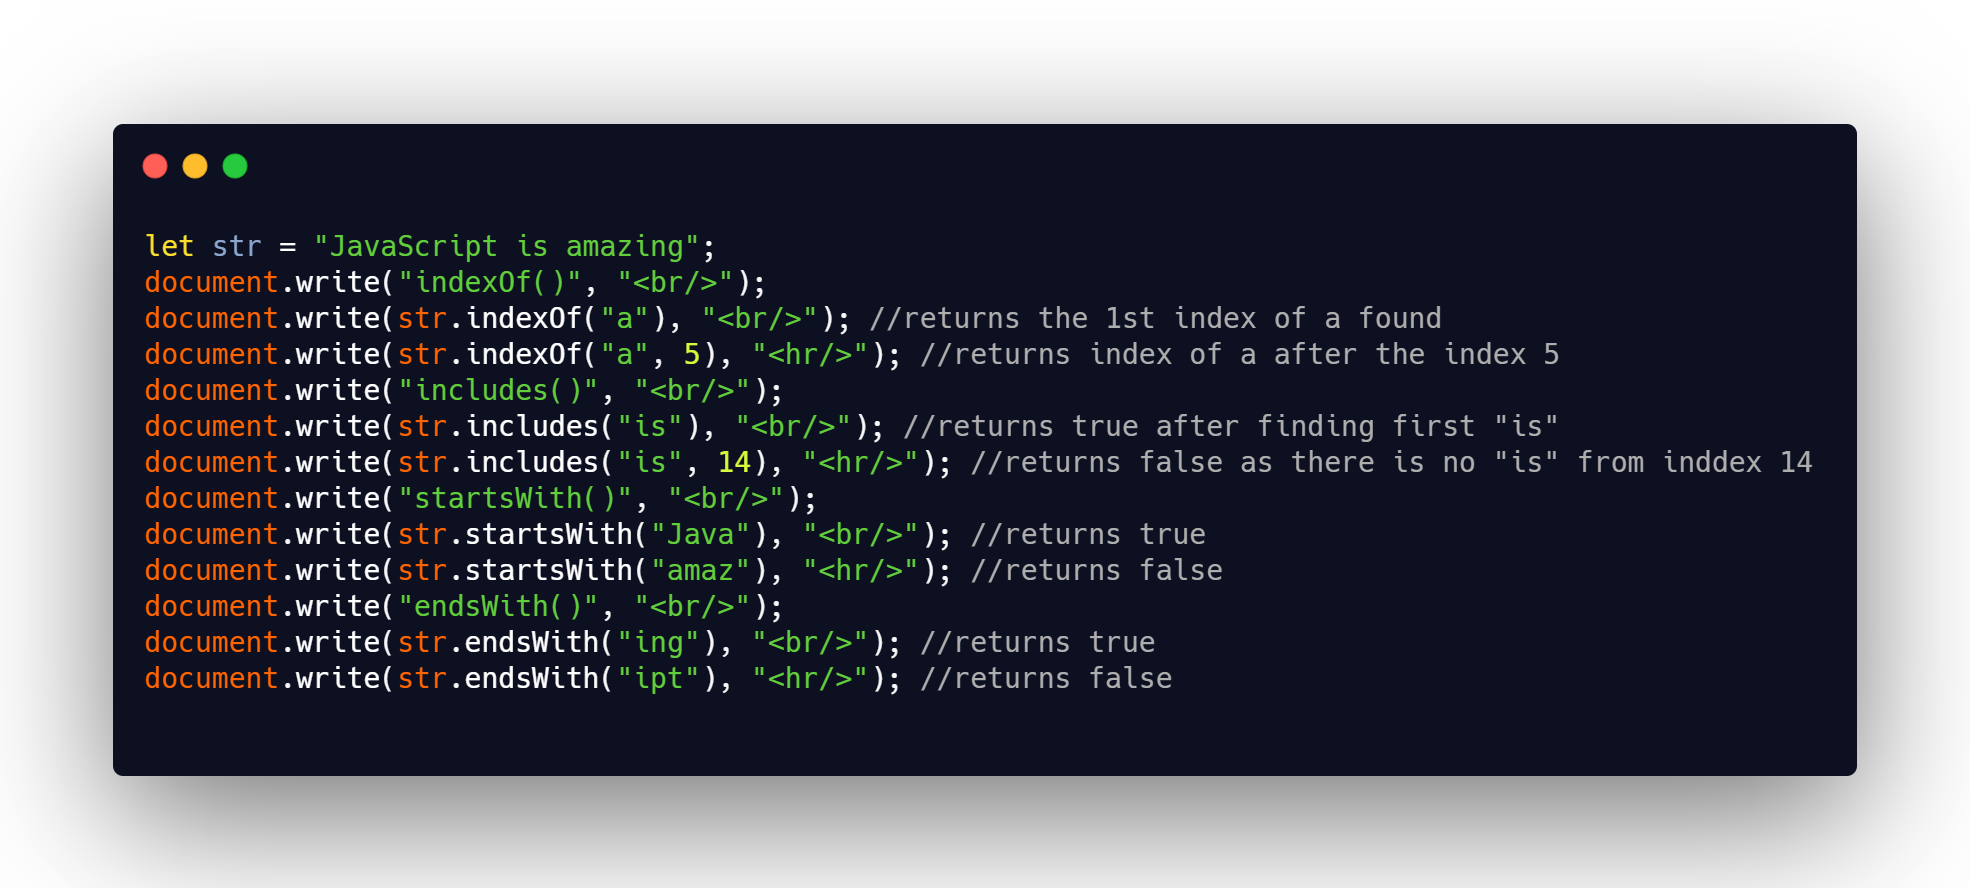 let str = "JavaScript is amazing";
document.write("indexOf()", "<br/>");
document.write(str.indexOf("a"), "<br/>"); //returns the 1st index of a found
document.write(str.indexOf("a", 5), "<hr/>"); //returns index of a after the index 5
document.write("includes()", "<br/>");
document.write(str.includes("is"), "<br/>"); //returns true after finding first "is"
document.write(str.includes("is", 14), "<hr/>"); //returns false as there is no "is" from inddex 14
document.write("startsWith()", "<br/>");
document.write(str.startsWith("Java"), "<br/>"); //returns true
document.write(str.startsWith("amaz"), "<hr/>"); //returns false
document.write("endsWith()", "<br/>");
document.write(str.endsWith("ing"), "<br/>"); //returns true
document.write(str.endsWith("ipt"), "<hr/>"); //returns false